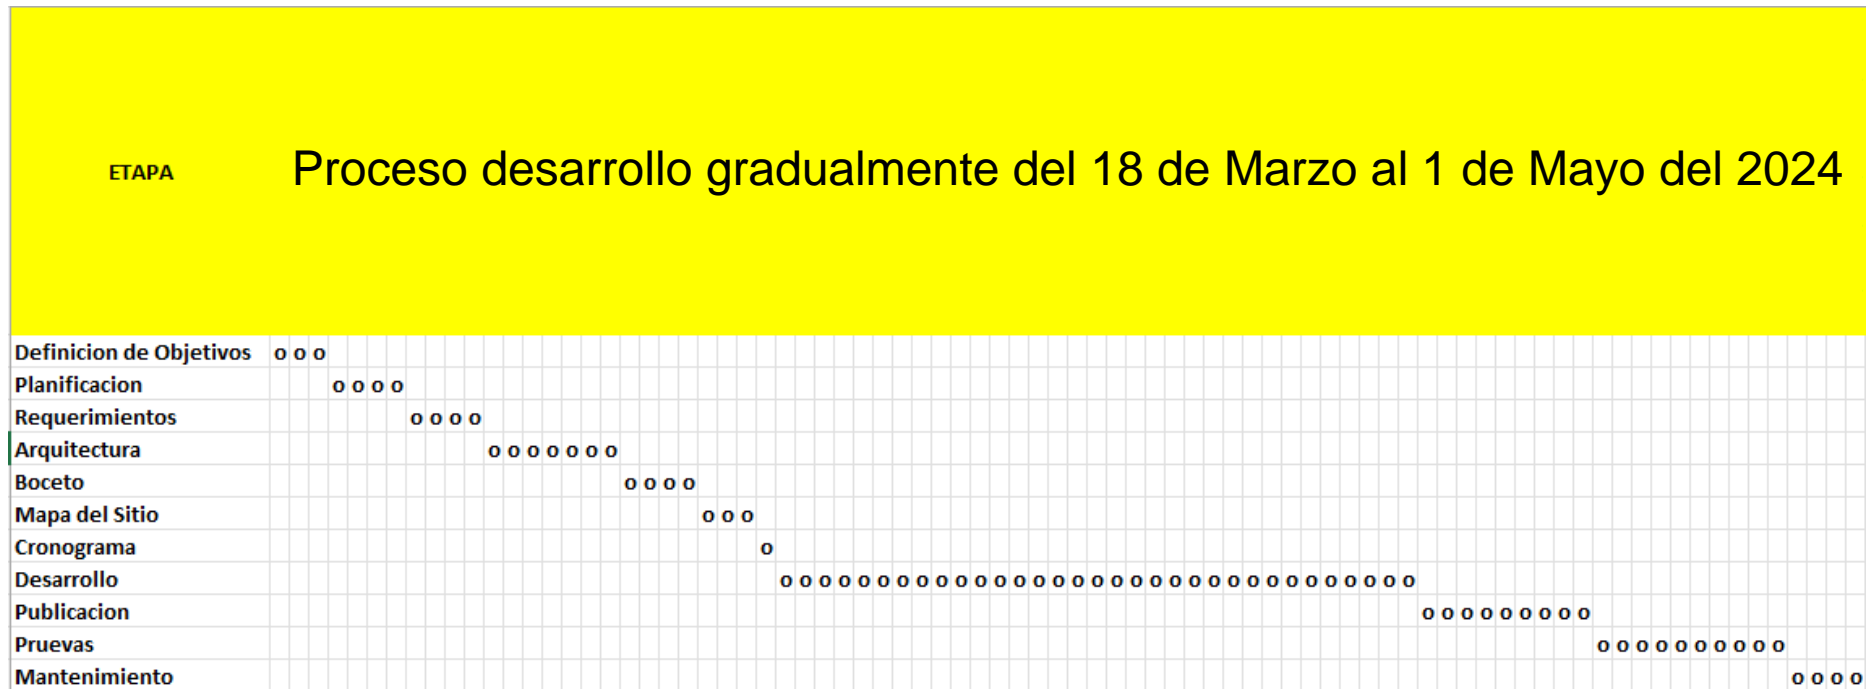 ETAPA Proceso desarrollo gradualmente del 18 de Marzo al 1 de Mayo del 2024
Definicion de Objetivos o o o
Planificacion o o o o
Requerimientos o o o o
Arquitectura o o o o o o o
Boceto o o o o
Mapa del Sitio o o o
Cronograma o
Desarrollo o o o o o o o o o o o o o o o o o o o o o o o o o o o o o o o o o
Publicacion o o o o o o o o o
Pruevas o o o o o o o o o o
Mantenimiento o o o o